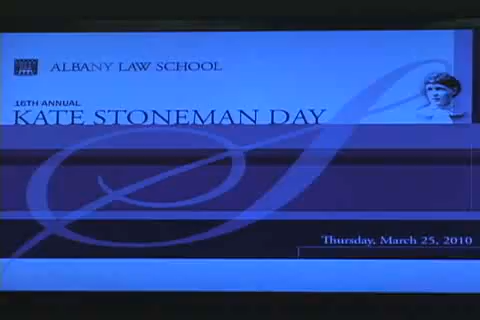 ALBANY LAW SCHOOL
16TH ANNUAL
KATE STONEMAN DAY
Thursday, March 25, 2010